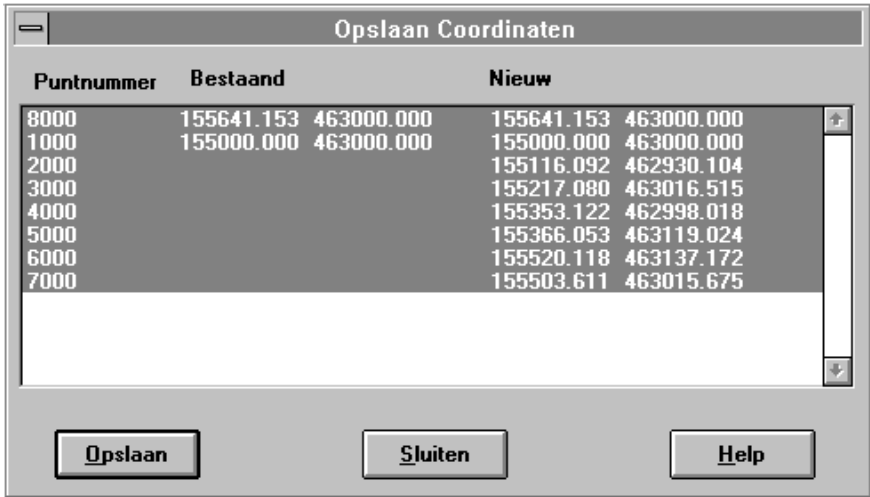 Opslaan Coordinaten
Puntnummer Bestaand Nieuw
8000 155641.153 463000.000 155641.153 463000.000
1000 155000.000 463000.000 155000.000 463000.000
2000 155116.092 462930.104
3000 155217.080 463016.515
4000 155353.122 462998.018
5000 155366.053 463119.024
6000 155520.118 463137.172
7000 155503.611 463015.675
Opslaan Sluiten Help